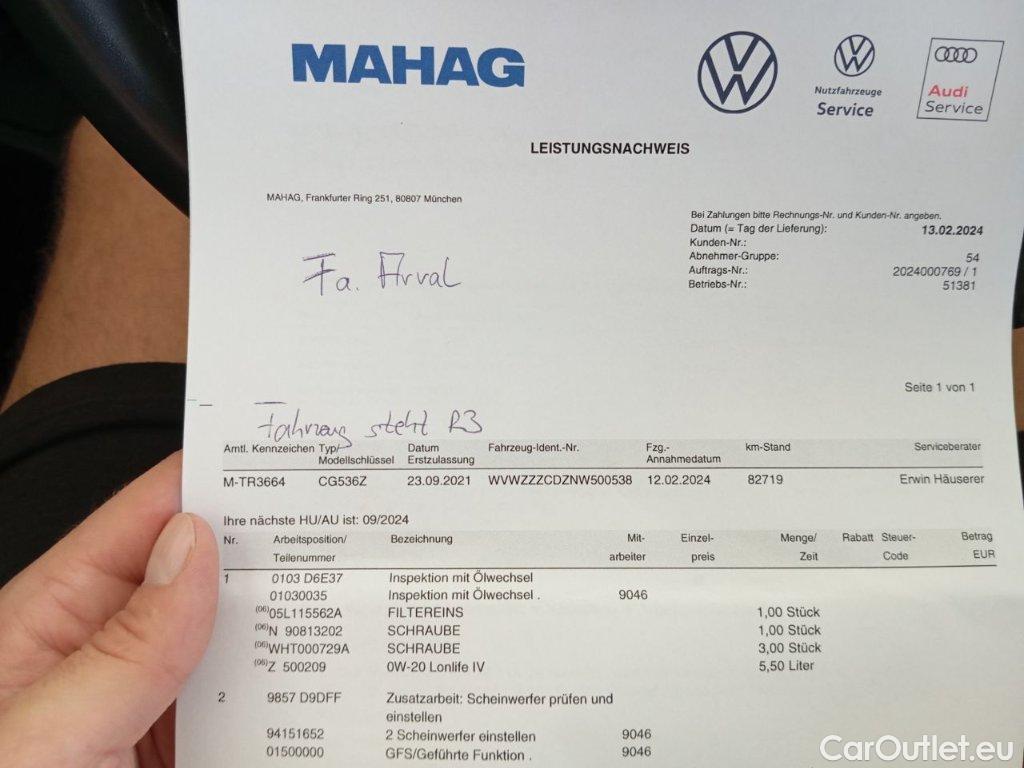 MAHAG
Nutzfahrzeuge
Service
Audi
Service
LEISTUNGSNACHWEIS
MAHAG, Frankfurter Ring 251, 80807 München
Bei Zahlungen bitte Rechnungs-Nr. und Kunden-Nr. angeben.
Datum (= Tag der Lieferung): 13.02.2024
Kunden-Nr.:
Abnehmer-Gruppe: 54
Auftrags-Nr.: 2024000769 / 1
Betriebs-Nr.: 51381
Fa. Arval
Seite 1 von 1
Fahrzeug steht R3
Amtl. Kennzeichen Typ/ Datum Fahrzeug-Ident.-Nr. Fzg.- km-Stand Serviceberater
Modellschlüssel Erstzulassung Annahmedatum
M-TR3664 CG536Z 23.09.2021 WVWZZZCDZNW500538 12.02.2024 82719 Erwin Häuserer
Ihre nächste HU/AU ist: 09/2024
Nr. Arbeitsposition/ Bezeichnung Mit- Einzel- Menge/ Rabatt Steuer- Betrag
Teilenummer arbeiter preis Zeit Code EUR
1 0103 D6E37 Inspektion mit Ölwechsel
01030035 Inspektion mit Ölwechsel . 9046
(06)05L115562A FILTEREINS 1,00 Stück
(06)N 90813202 SCHRAUBE 1,00 Stück
(06)WHT000729A SCHRAUBE 3,00 Stück
(06)Z 500209 0W-20 Lonlife IV 5,50 Liter
2 9857 D9DFF Zusatzarbeit: Scheinwerfer prüfen und
einstellen
94151652 2 Scheinwerfer einstellen 9046
01500000 GFS/Geführte Funktion . 9046
CarOutlet.eu